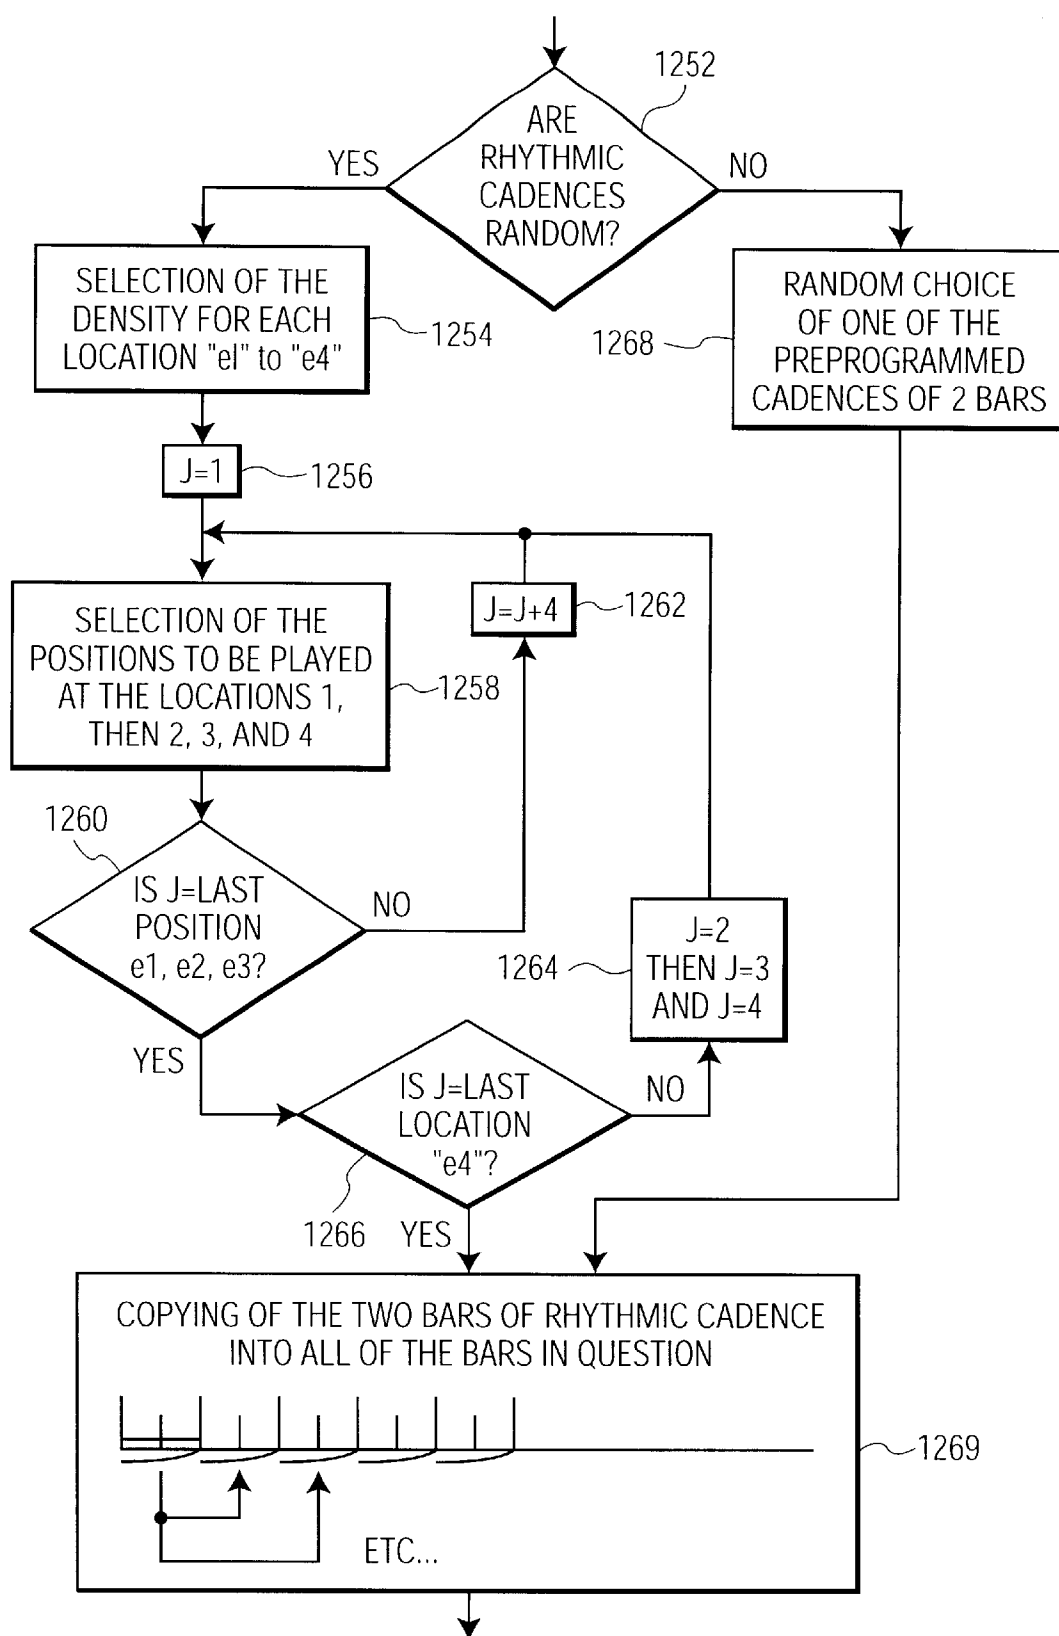 1252
ARE
RHYTHMIC
CADENCES
RANDOM?
YES
NO
SELECTION OF THE
DENSITY FOR EACH
LOCATION "el" to "e4"
1254
RANDOM CHOICE
OF ONE OF THE
PREPROGRAMMED
CADENCES OF 2 BARS
1268
J=1
1256
J=J+4
1262
SELECTION OF THE
POSITIONS TO BE PLAYED
AT THE LOCATIONS 1,
THEN 2, 3, AND 4
1258
1260
IS J=LAST
POSITION
e1, e2, e3?
NO
YES
J=2
THEN J=3
AND J=4
1264
IS J=LAST
LOCATION
"e4"?
NO
1266
YES
COPYING OF THE TWO BARS OF RHYTHMIC CADENCE
INTO ALL OF THE BARS IN QUESTION
1269
ETC...